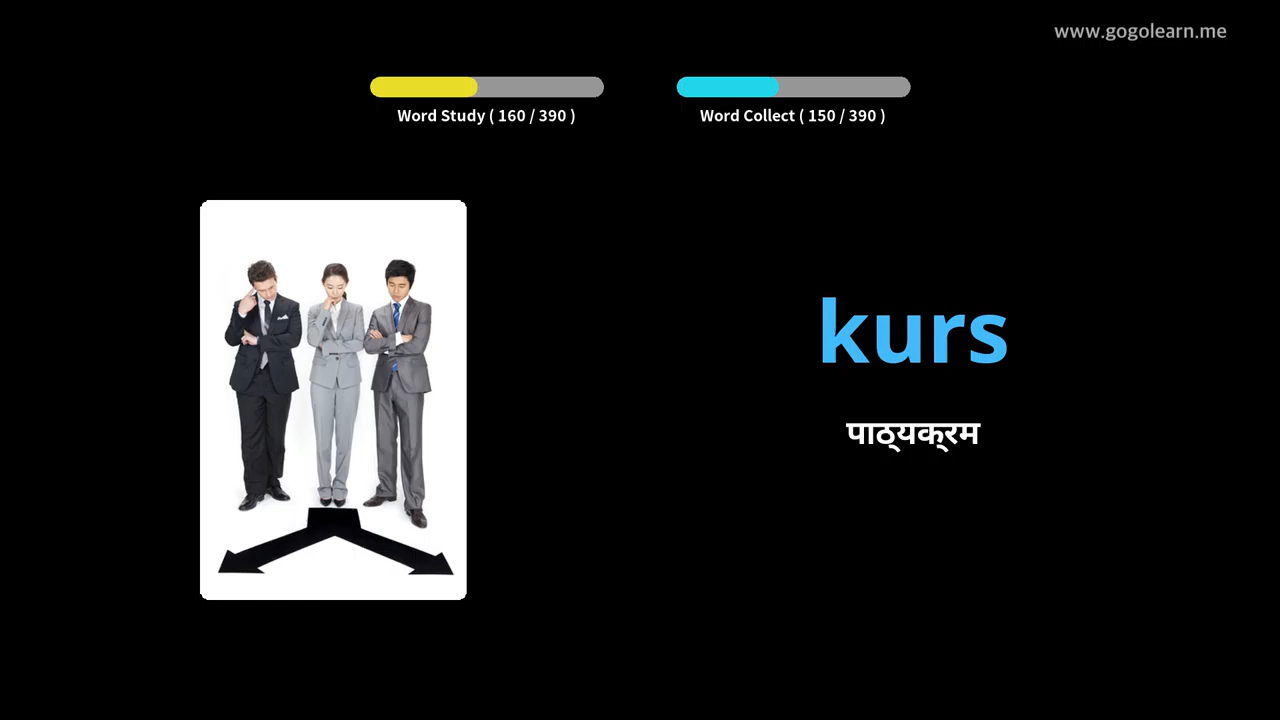 www.gogolearn.me
Word Study ( 160 / 390 )
Word Collect ( 150 / 390 )
kurs
पाठ्यक्रम